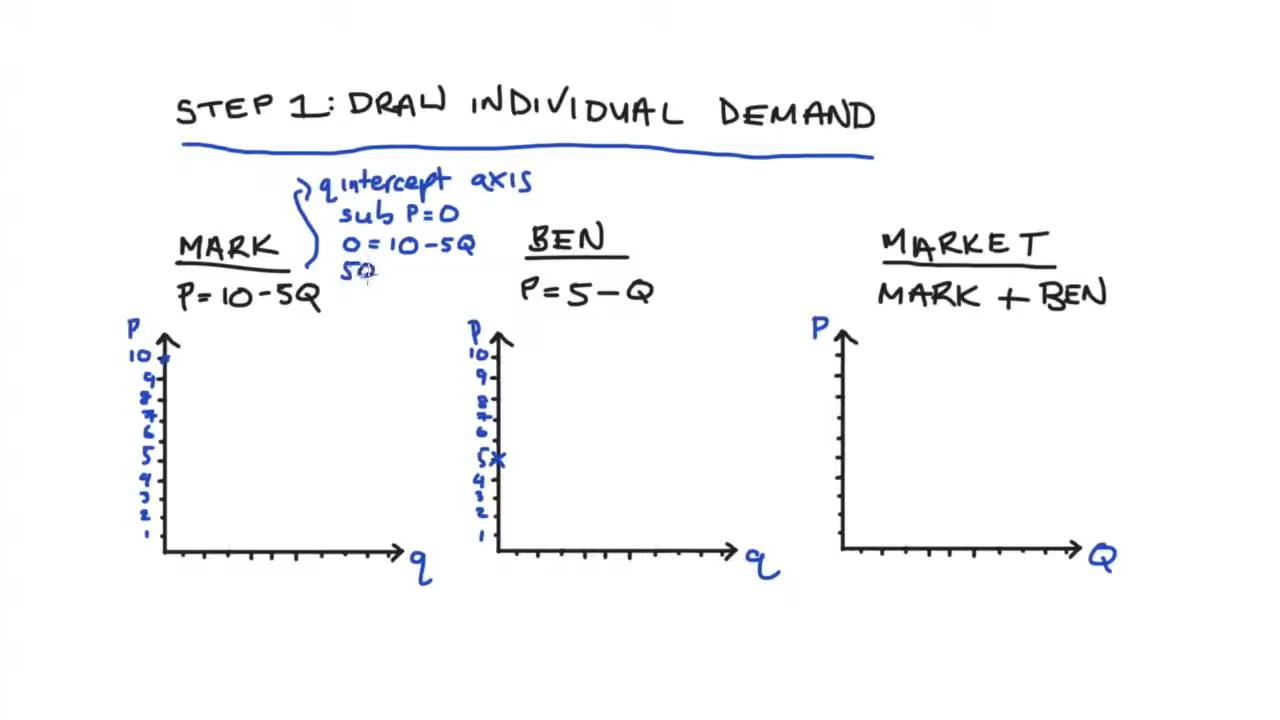 STEP 1: DRAW INDIVIDUAL DEMAND
q intercept axis
sub P=0
0 = 10-5Q
5Q
MARK
P=10-5Q
BEN
P=5-Q
MARKET
MARK + BEN
P
10
9
8
7
6
5
4
3
2
1
q
P
10
9
8
7
6
5
4
3
2
1
q
P
Q